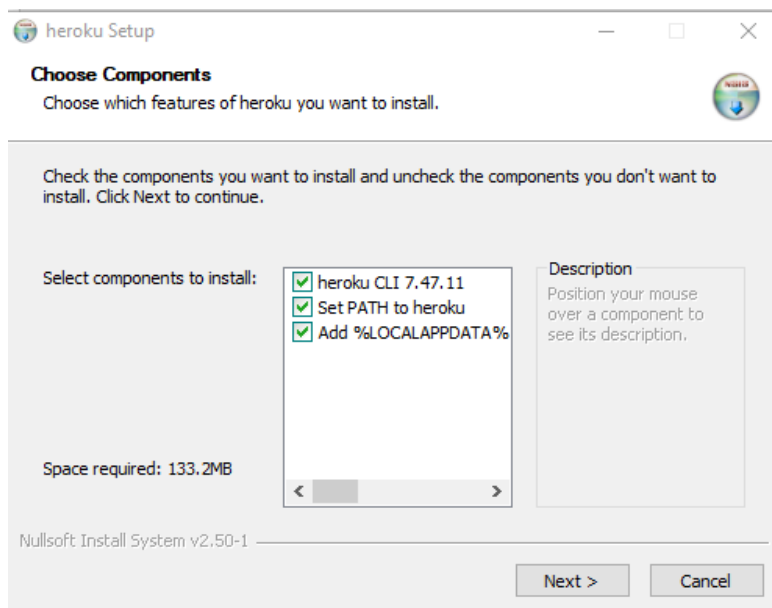 heroku Setup
Choose Components
Choose which features of heroku you want to install.
Check the components you want to install and uncheck the components you don't want to
install. Click Next to continue.
Select components to install:
heroku CLI 7.47.11
Set PATH to heroku
Add %LOCALAPPDATA%
Description
Position your mouse
over a component to
see its description.
Space required: 133.2MB
Nullsoft Install System v2.50-1
Next >
Cancel